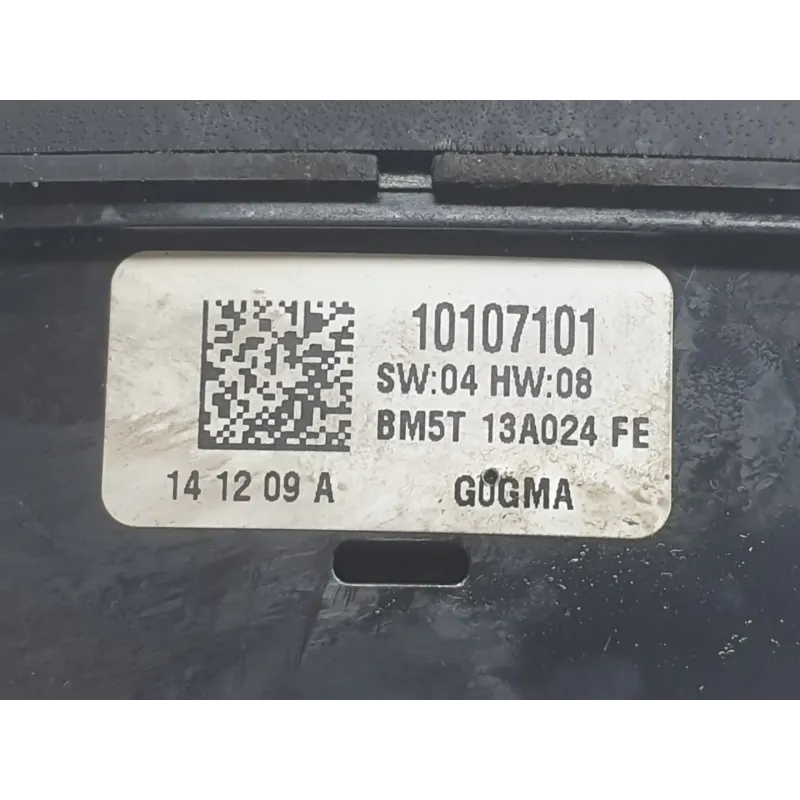 10107101
SW:04 HW:08
BM5T 13A024 FE
14 12 09 A GUGMA